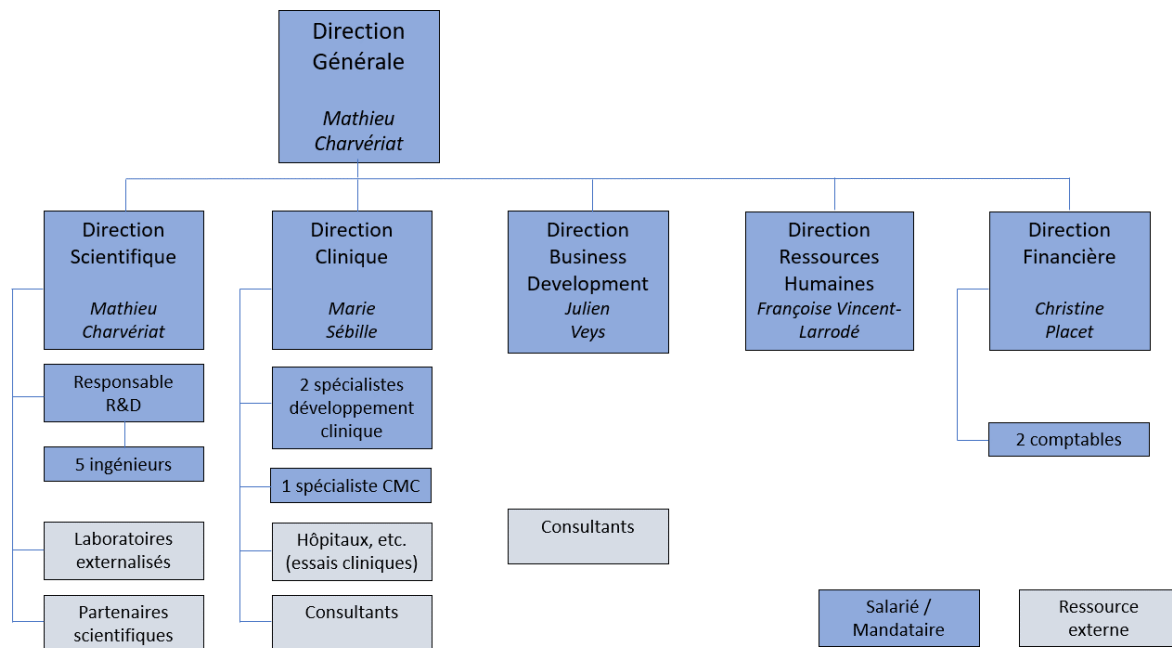 Direction
Générale
Mathieu
Charvériat
Direction
Scientifique
Mathieu
Charvériat
Direction
Clinique
Marie
Sébille
Direction
Business
Development
Julien
Veys
Direction
Ressources
Humaines
Françoise Vincent-
Larrodé
Direction
Financière
Christine
Placet
Responsable
R&D
5 ingénieurs
Laboratoires
externalisés
Partenaires
scientifiques
2 spécialistes
développement
clinique
1 spécialiste CMC
Hôpitaux, etc.
(essais cliniques)
Consultants
Consultants
2 comptables
Salarié /
Mandataire
Ressource
externe